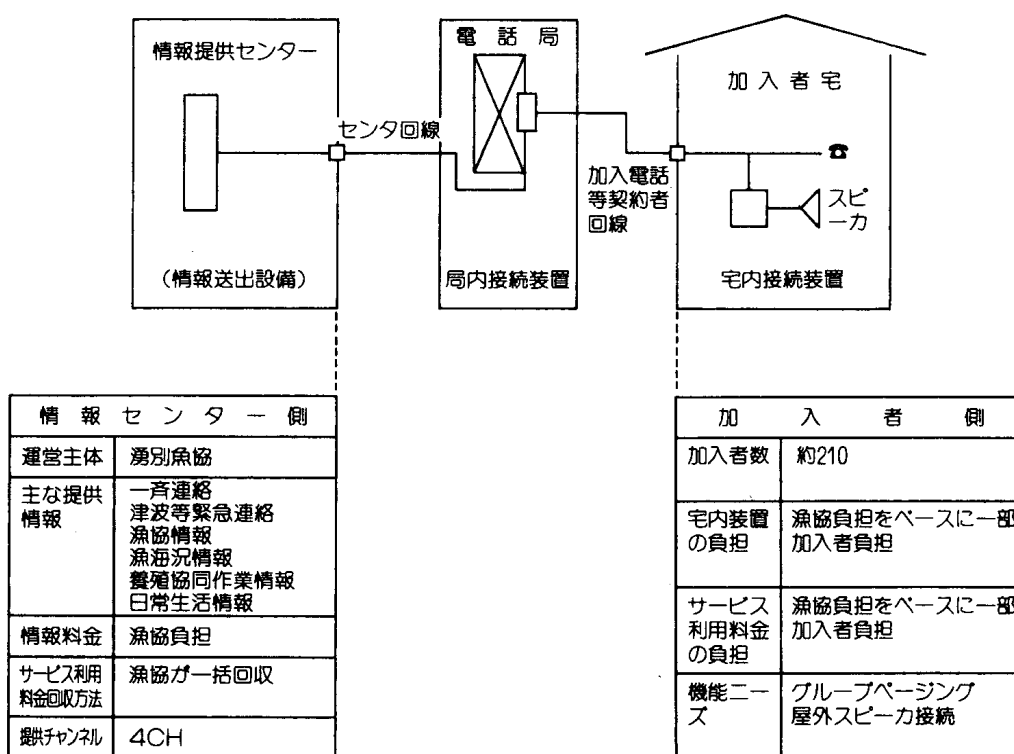 情報提供センター
(情報送出設備)
センタ回線
電話局
局内接続装置
加入電話
等契約者
回線
加入者宅
スピ
ーカ
宅内接続装置
情報センター側
運営主体 湧別魚協
主な提供
情報
一斉連絡
津波等緊急連絡
漁協情報
漁海況情報
養殖協同作業情報
日常生活情報
情報料金 漁協負担
サービス利用
料金回収方法
漁協が一括回収
提供チャンネル 4CH
加入者側
加入者数 約210
宅内装置
の負担
漁協負担をベースに一部
加入者負担
サービス
利用料金
の負担
漁協負担をベースに一部
加入者負担
機能ニー
ズ
グループページング
屋外スピーカ接続